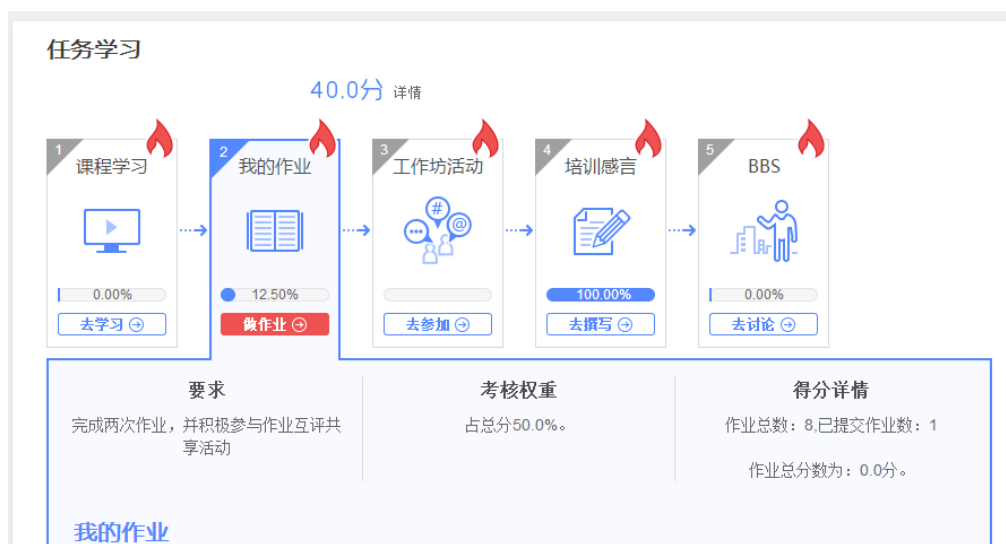 任务学习
40.0分 详情
1
课程学习
0.00%
去学习
2
我的作业
12.50%
做作业
3
工作坊活动
#
@
去参加
4
培训感言
100.00%
去撰写
5
BBS
0.00%
去讨论
要求
完成两次作业，并积极参与作业互评共
享活动
考核权重
占总分50.0%。
得分详情
作业总数：8,已提交作业数：1
作业总分数为：0.0分。
我的作业